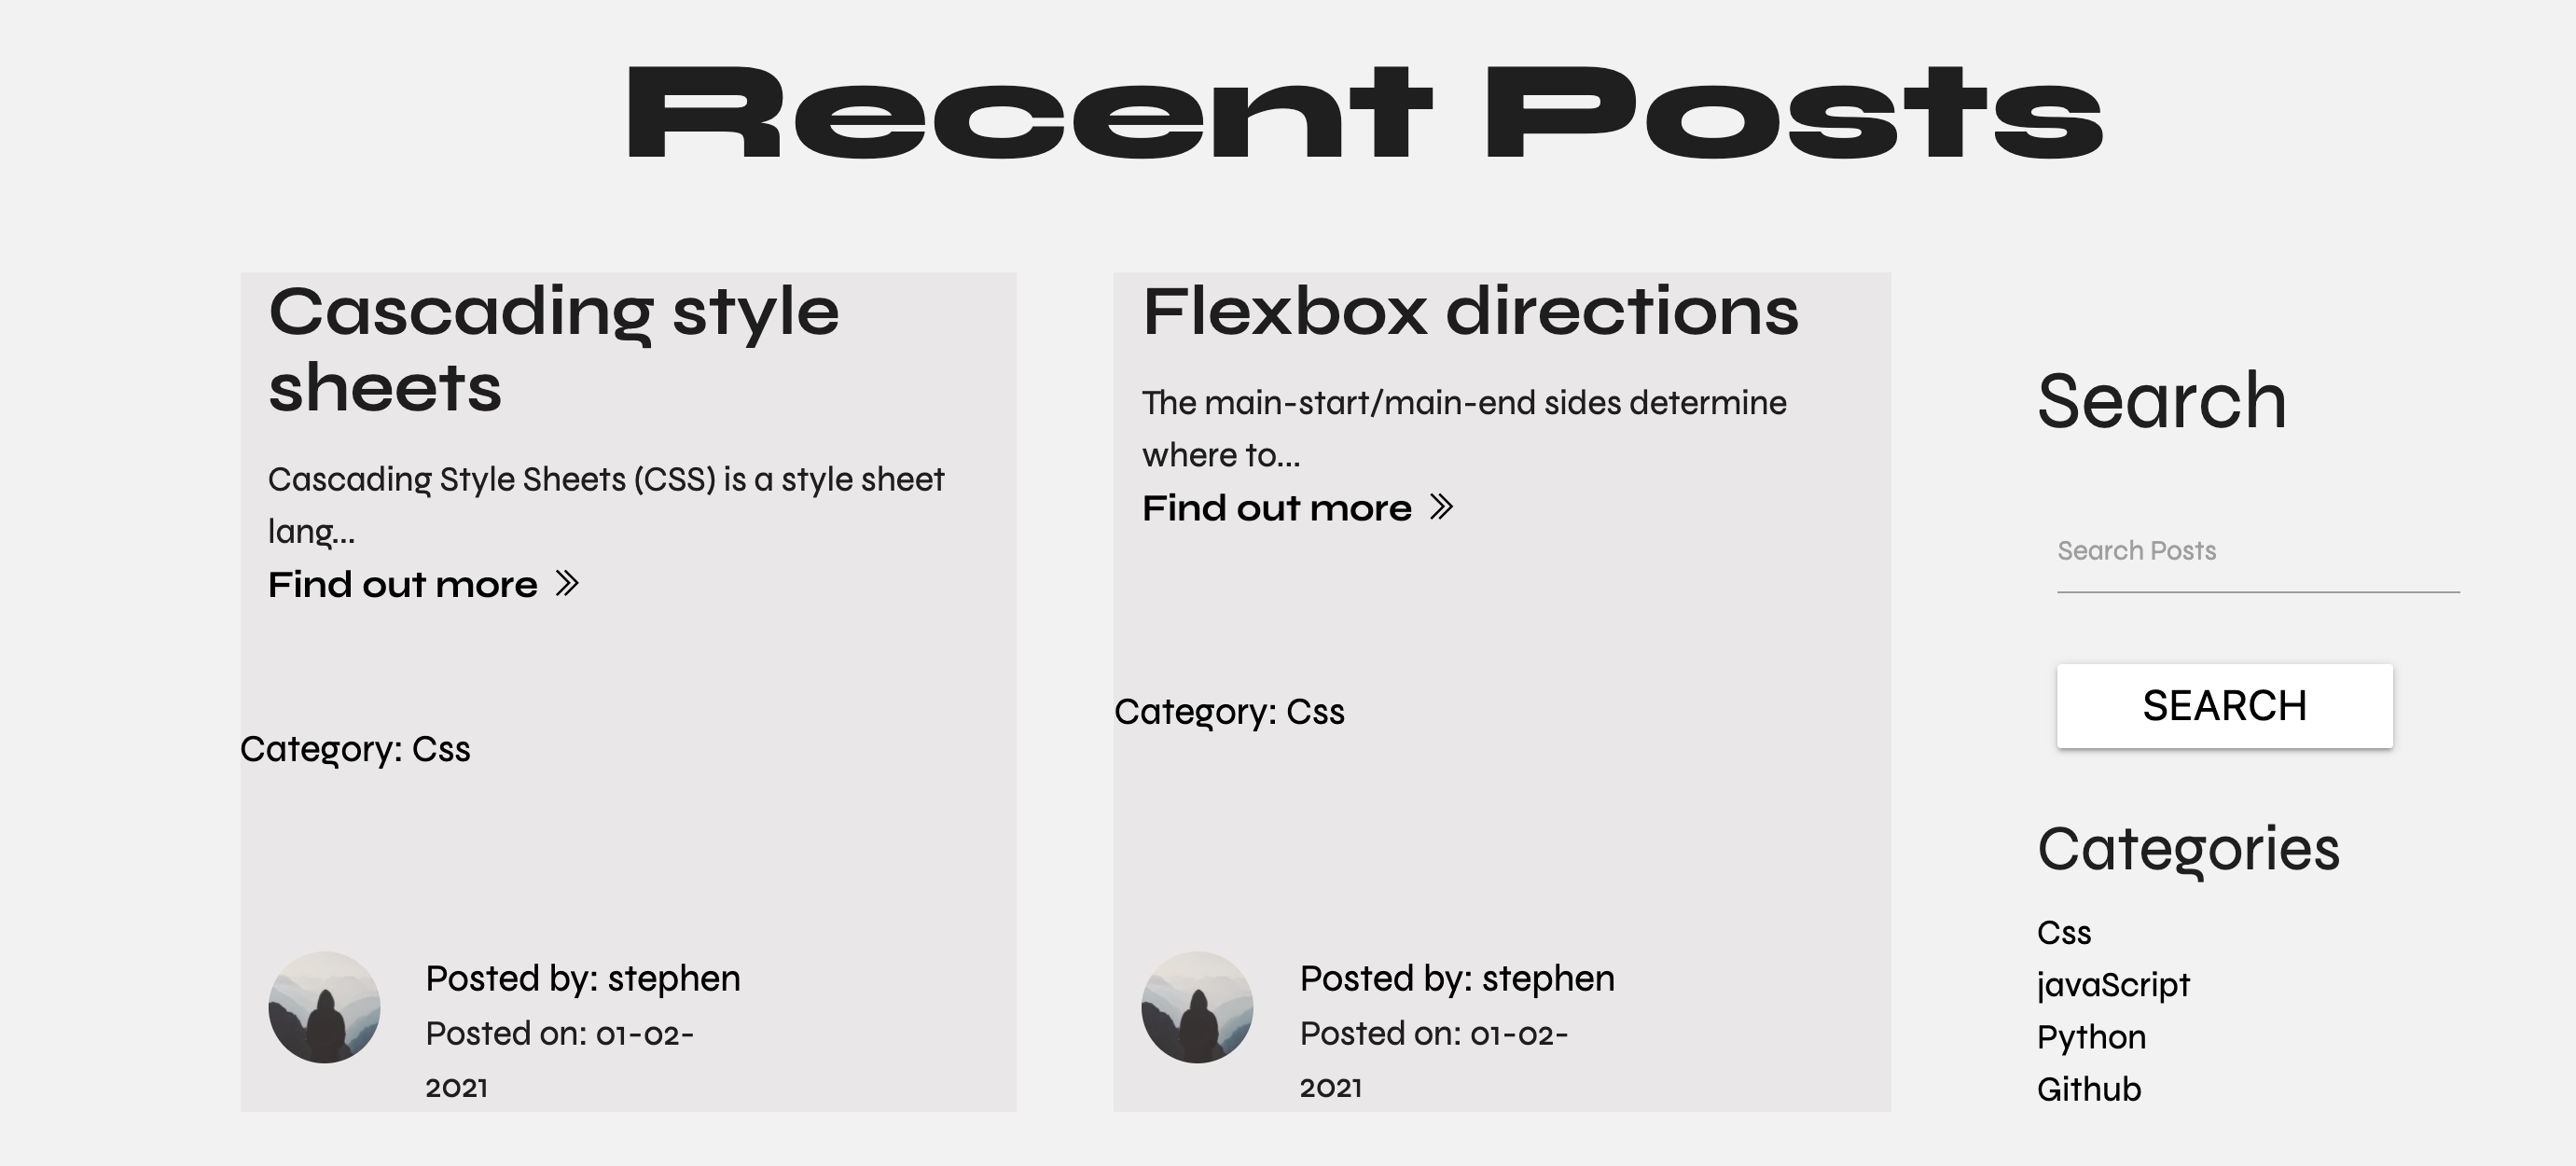 Recent Posts
Cascading style
sheets
Cascading Style Sheets (CSS) is a style sheet
lang...
Find out more
Category: Css
Posted by: stephen
Posted on: 01-02-
2021
Flexbox directions
The main-start/main-end sides determine
where to...
Find out more
Category: Css
Posted by: stephen
Posted on: 01-02-
2021
Search
Search Posts
SEARCH
Categories
Css
javaScript
Python
Github